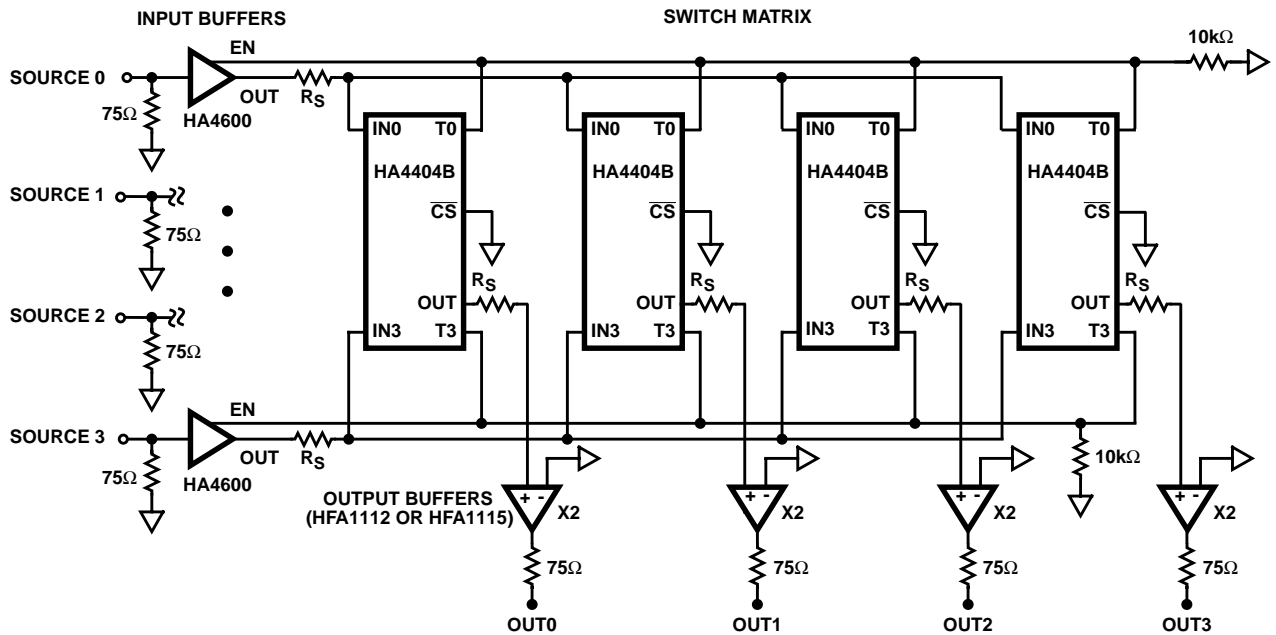 INPUT BUFFERS
SWITCH MATRIX
EN
10kΩ
SOURCE 0
OUT
RS
75Ω
HA4600
IN0 T0
IN0 T0
IN0 T0
IN0 T0
HA4404B
HA4404B
HA4404B
HA4404B
SOURCE 1
CS
CS
CS
CS
75Ω
RS
RS
RS
RS
OUT
OUT
OUT
OUT
SOURCE 2
IN3 T3
IN3 T3
IN3 T3
IN3 T3
75Ω
EN
SOURCE 3
OUT
RS
10kΩ
75Ω
HA4600
OUTPUT BUFFERS
(HFA1112 OR HFA1115)
+ -
X2
+ -
X2
+ -
X2
+ -
X2
75Ω
75Ω
75Ω
75Ω
OUT0
OUT1
OUT2
OUT3